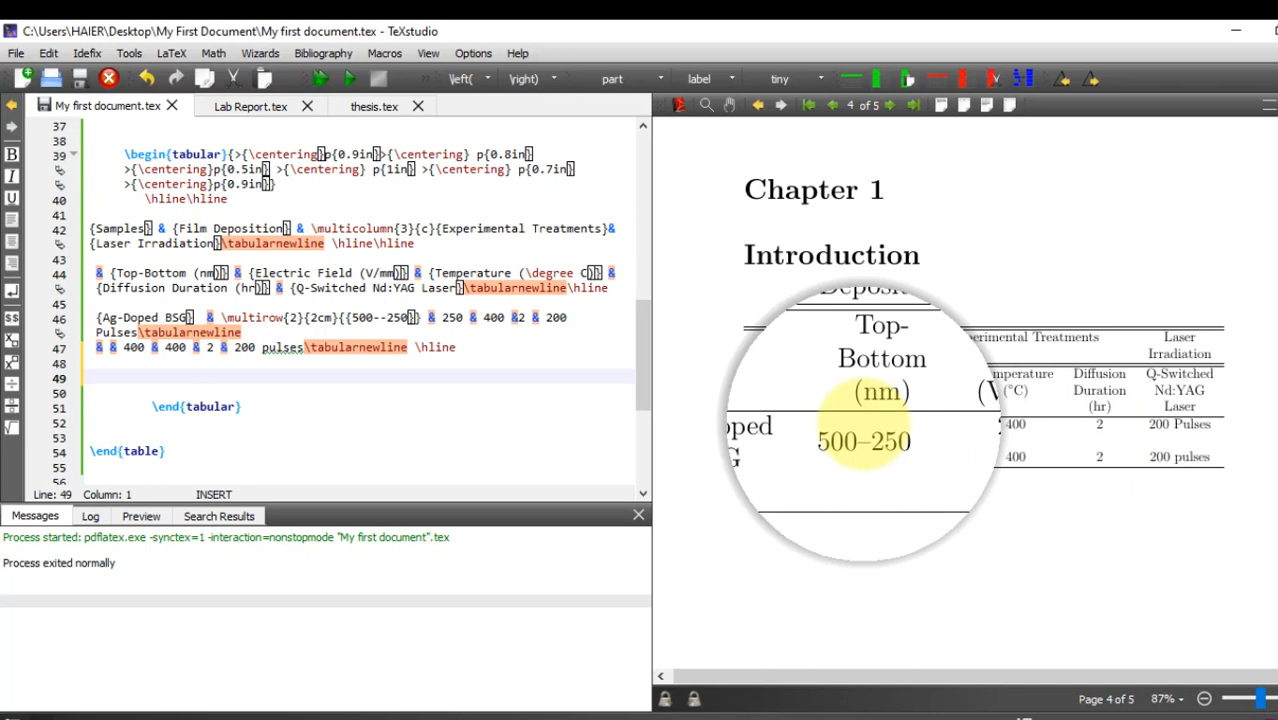 C:\Users\HAIER\Desktop\My First Document\My first document.tex - TeXstudio
File Edit Idefix Tools LaTeX Math Wizards Bibliography Macros View Options Help
\left( \right) part label tiny
My first document.tex Lab Report.tex thesis.tex
4 of 5
37
38
39 \begin{tabular}{>{\centering}p{0.9in}>{\centering} p{0.8in}
>{\centering}p{0.5in} >{\centering} p{1in} >{\centering} p{0.7in}
>{\centering}p{0.9in}}
40 \hline\hline
41
42 {Samples} & {Film Deposition} & \multicolumn{3}{c}{Experimental Treatments}&
{Laser Irradiation}\tabularnewline \hline\hline
43
44 & {Top-Bottom (nm)} & {Electric Field (V/mm)} & {Temperature (\degree C)} &
{Diffusion Duration (hr)} & {Q-Switched Nd:YAG Laser}\tabularnewline\hline
45
46 {Ag-Doped BSG} & \multirow{2}{2cm}{{500--250}} & 250 & 400 &2 & 200
Pulses\tabularnewline
47 & & 400 & 400 & 2 & 200 pulses\tabularnewline \hline
48
49
50
51 \end{tabular}
52
53
54 \end{table}
55
56
Line: 49 Column: 1 INSERT
Messages Log Preview Search Results
Process started: pdflatex.exe -synctex=1 -interaction=nonstopmode "My first document".tex
Process exited normally
Chapter 1
Introduction
Treatments Laser
Irradiation
Top-
Bottom
(nm)
(°C)
Diffusion
Duration
(hr)
Q-Switched
Nd:YAG
Laser
500–250
400 2 200 Pulses
400 2 200 pulses
Page 4 of 5 87%